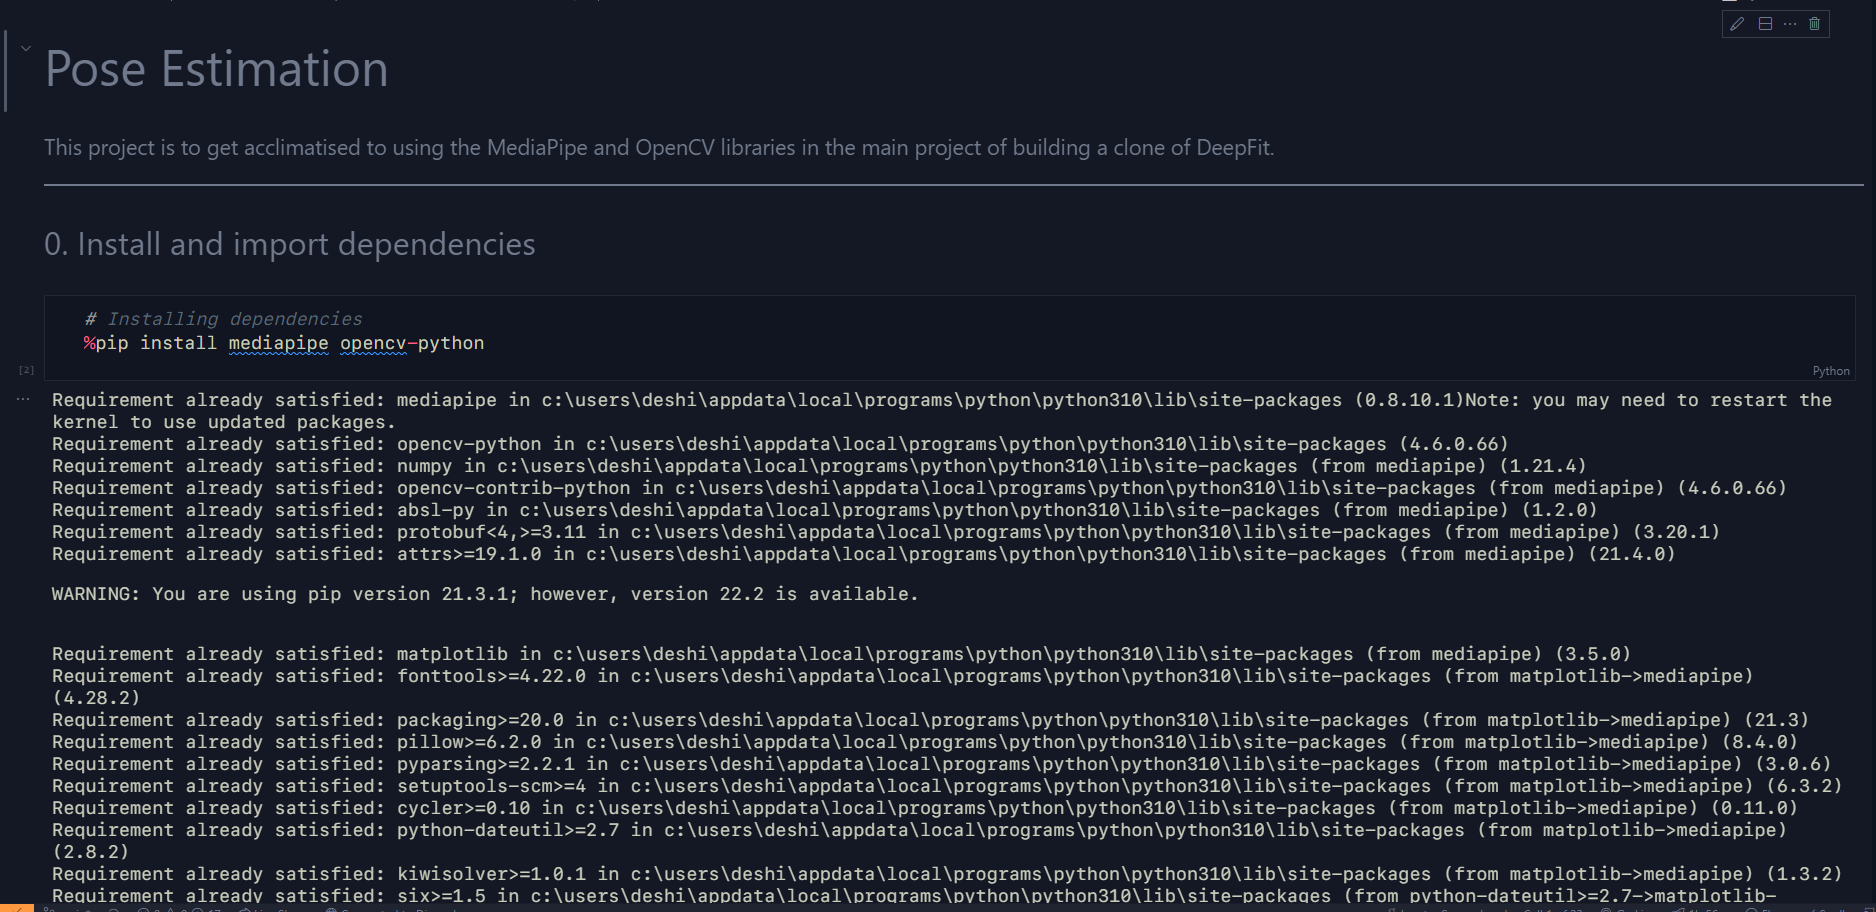 Pose Estimation
This project is to get acclimatised to using the MediaPipe and OpenCV libraries in the main project of building a clone of DeepFit.
0. Install and import dependencies
# Installing dependencies
%pip install mediapipe opencv-python
[2]
Python
Requirement already satisfied: mediapipe in c:\users\deshi\appdata\local\programs\python\python310\lib\site-packages (0.8.10.1)Note: you may need to restart the
kernel to use updated packages.
Requirement already satisfied: opencv-python in c:\users\deshi\appdata\local\programs\python\python310\lib\site-packages (4.6.0.66)
Requirement already satisfied: numpy in c:\users\deshi\appdata\local\programs\python\python310\lib\site-packages (from mediapipe) (1.21.4)
Requirement already satisfied: opencv-contrib-python in c:\users\deshi\appdata\local\programs\python\python310\lib\site-packages (from mediapipe) (4.6.0.66)
Requirement already satisfied: absl-py in c:\users\deshi\appdata\local\programs\python\python310\lib\site-packages (from mediapipe) (1.2.0)
Requirement already satisfied: protobuf<4,>=3.11 in c:\users\deshi\appdata\local\programs\python\python310\lib\site-packages (from mediapipe) (3.20.1)
Requirement already satisfied: attrs>=19.1.0 in c:\users\deshi\appdata\local\programs\python\python310\lib\site-packages (from mediapipe) (21.4.0)
WARNING: You are using pip version 21.3.1; however, version 22.2 is available.
Requirement already satisfied: matplotlib in c:\users\deshi\appdata\local\programs\python\python310\lib\site-packages (from mediapipe) (3.5.0)
Requirement already satisfied: fonttools>=4.22.0 in c:\users\deshi\appdata\local\programs\python\python310\lib\site-packages (from matplotlib->mediapipe)
(4.28.2)
Requirement already satisfied: packaging>=20.0 in c:\users\deshi\appdata\local\programs\python\python310\lib\site-packages (from matplotlib->mediapipe) (21.3)
Requirement already satisfied: pillow>=6.2.0 in c:\users\deshi\appdata\local\programs\python\python310\lib\site-packages (from matplotlib->mediapipe) (8.4.0)
Requirement already satisfied: pyparsing>=2.2.1 in c:\users\deshi\appdata\local\programs\python\python310\lib\site-packages (from matplotlib->mediapipe) (3.0.6)
Requirement already satisfied: setuptools-scm>=4 in c:\users\deshi\appdata\local\programs\python\python310\lib\site-packages (from matplotlib->mediapipe) (6.3.2)
Requirement already satisfied: cycler>=0.10 in c:\users\deshi\appdata\local\programs\python\python310\lib\site-packages (from matplotlib->mediapipe) (0.11.0)
Requirement already satisfied: python-dateutil>=2.7 in c:\users\deshi\appdata\local\programs\python\python310\lib\site-packages (from matplotlib->mediapipe)
(2.8.2)
Requirement already satisfied: kiwisolver>=1.0.1 in c:\users\deshi\appdata\local\programs\python\python310\lib\site-packages (from matplotlib->mediapipe) (1.3.2)
Requirement already satisfied: six>=1.5 in c:\users\deshi\appdata\local\programs\python\python310\lib\site-packages (from python-dateutil>=2.7->matplotlib-